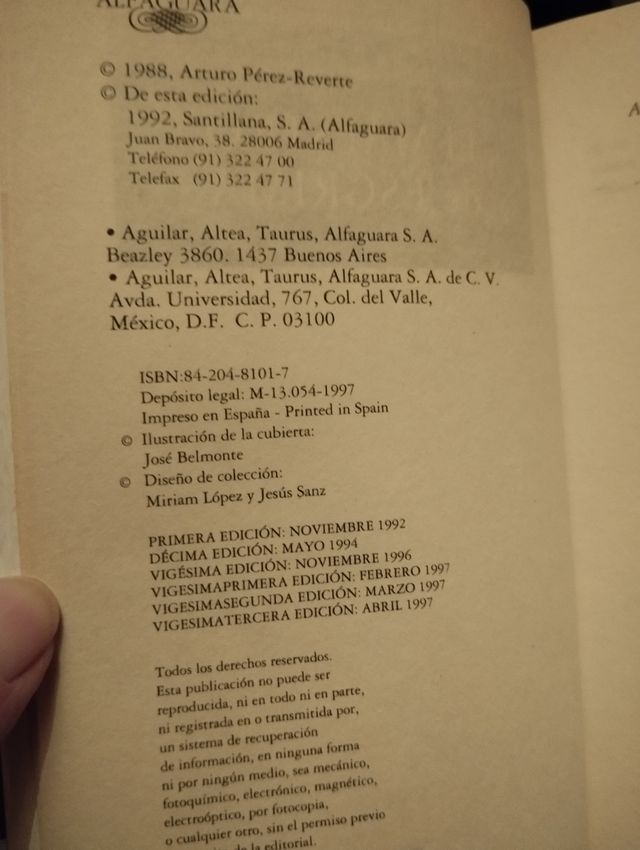 ALFAGUARA
© 1988, Arturo Pérez-Reverte
© De esta edición:
1992, Santillana, S. A. (Alfaguara)
Juan Bravo, 38. 28006 Madrid
Teléfono (91) 322 47 00
Telefax (91) 322 47 71
• Aguilar, Altea, Taurus, Alfaguara S. A.
Beazley 3860. 1437 Buenos Aires
• Aguilar, Altea, Taurus, Alfaguara S. A. de C. V.
Avda. Universidad, 767, Col. del Valle,
México, D.F. C. P. 03100
ISBN:84-204-8101-7
Depósito legal: M-13.054-1997
Impreso en España - Printed in Spain
© Ilustración de la cubierta:
José Belmonte
© Diseño de colección:
Miriam López y Jesús Sanz
PRIMERA EDICIÓN: NOVIEMBRE 1992
DÉCIMA EDICIÓN: MAYO 1994
VIGÉSIMA EDICIÓN: NOVIEMBRE 1996
VIGESIMAPRIMERA EDICIÓN: FEBRERO 1997
VIGESIMASEGUNDA EDICIÓN: MARZO 1997
VIGESIMATERCERA EDICIÓN: ABRIL 1997
Todos los derechos reservados.
Esta publicación no puede ser
reproducida, ni en todo ni en parte,
ni registrada en o transmitida por,
un sistema de recuperación
de información, en ninguna forma
ni por ningún medio, sea mecánico,
fotoquímico, electrónico, magnético,
electroóptico, por fotocopia,
o cualquier otro, sin el permiso previo
de la editorial.
A